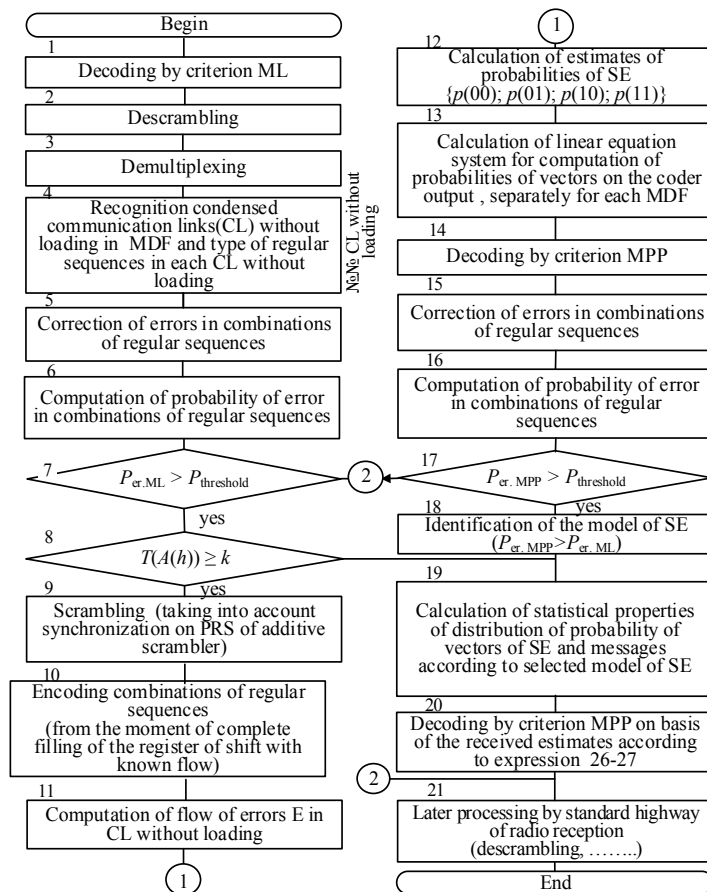 Begin
1
Decoding by criterion ML
2
Descrambling
3
Demultiplexing
4
Recognition condensed
communication links(CL) without
loading in MDF and type of regular
sequences in each CL without
loading
№№ CL without
loading
5
Correction of errors in combinations
of regular sequences
6
Computation of probability of error
in combinations of regular sequences
7
P er.ML > P threshold
2
yes
8
T(A(h)) ≥ k
yes
9
Scrambling (taking into account
synchronization on PRS of additive
scrambler)
10
Encoding combinations of regular
sequences
(from the moment of complete
filling of the register of shift with
known flow)
11
Computation of flow of errors E in
CL without loading
1
1
12
Calculation of estimates of
probabilities of SE
{p(00); p(01); p(10); p(11)}
13
Calculation of linear equation
system for computation of
probabilities of vectors on the coder
output , separately for each MDF
14
Decoding by criterion MPP
15
Correction of errors in combinations
of regular sequences
16
Computation of probability of error
in combinations of regular
sequences
17
P er. MPP > P threshold
yes
18
Identification of the model of SE
(P er. MPP>P er. ML)
19
Calculation of statistical properties
of distribution of probability of
vectors of SE and messages
according to selected model of SE
20
Decoding by criterion MPP on basis
of the received estimates according
to expression 26-27
2
21
Later processing by standard highway
of radio reception
(descrambling, ……..)
End